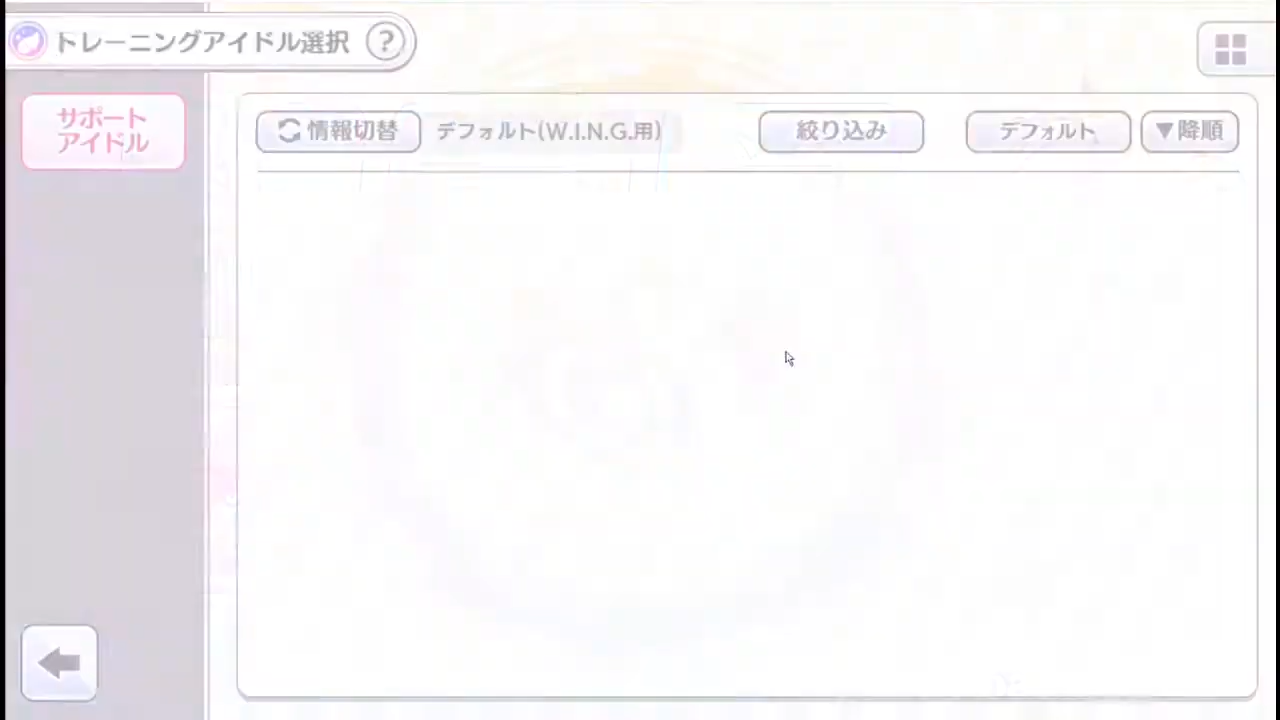 トレーニングアイドル選択 ?
サポート
アイドル
情報切替
デフォルト(W.I.N.G.用)
絞り込み
デフォルト
▼降順